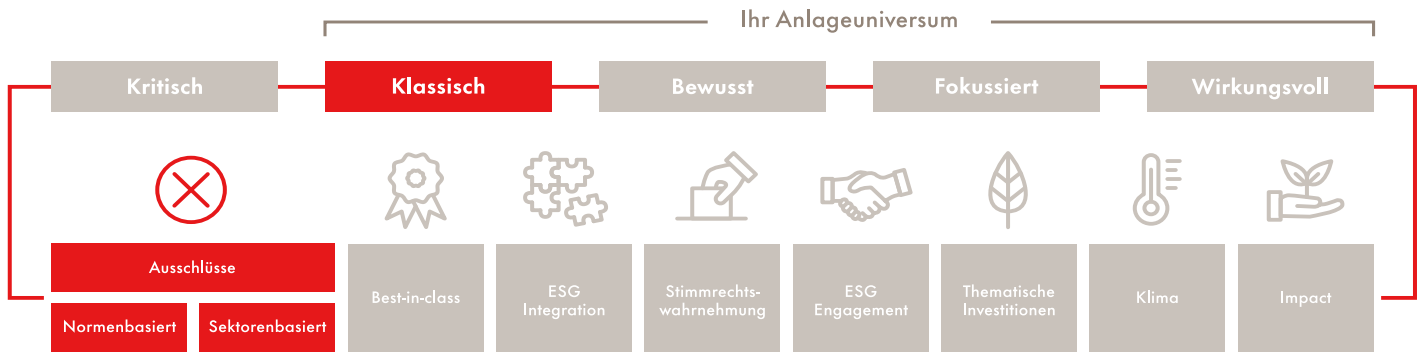 Ihr Anlageuniversum
Kritisch
Klassisch
Bewusst
Fokussiert
Wirkungsvoll
Ausschlüsse
Normenbasiert
Sektorenbasiert
Best-in-class
ESG
Integration
Stimmrechts-
wahrnehmung
ESG
Engagement
Thematische
Investitionen
Klima
Impact